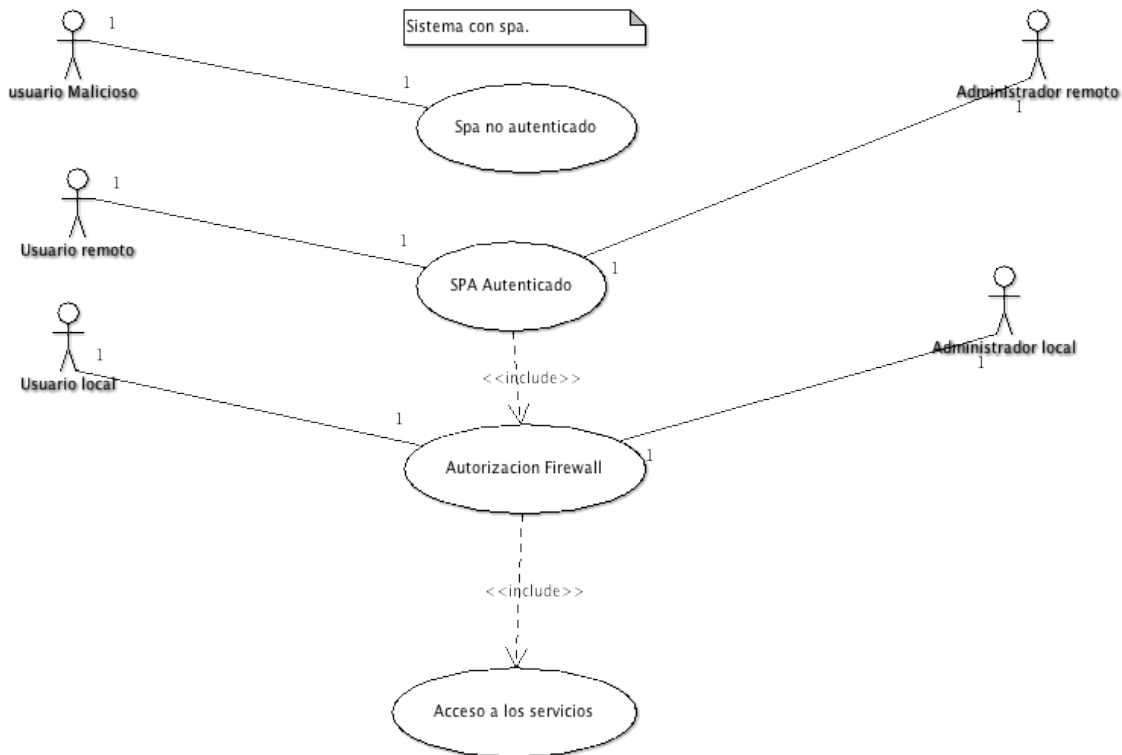 1
Sistema con spa.
usuario Malicioso
1
Spa no autenticado
Administrador remoto
1
1
Usuario remoto
1
SPA Autenticado
1
Usuario local
1
Administrador local
1
<<include>>
1
Autorizacion Firewall
1
<<include>>
Acceso a los servicios